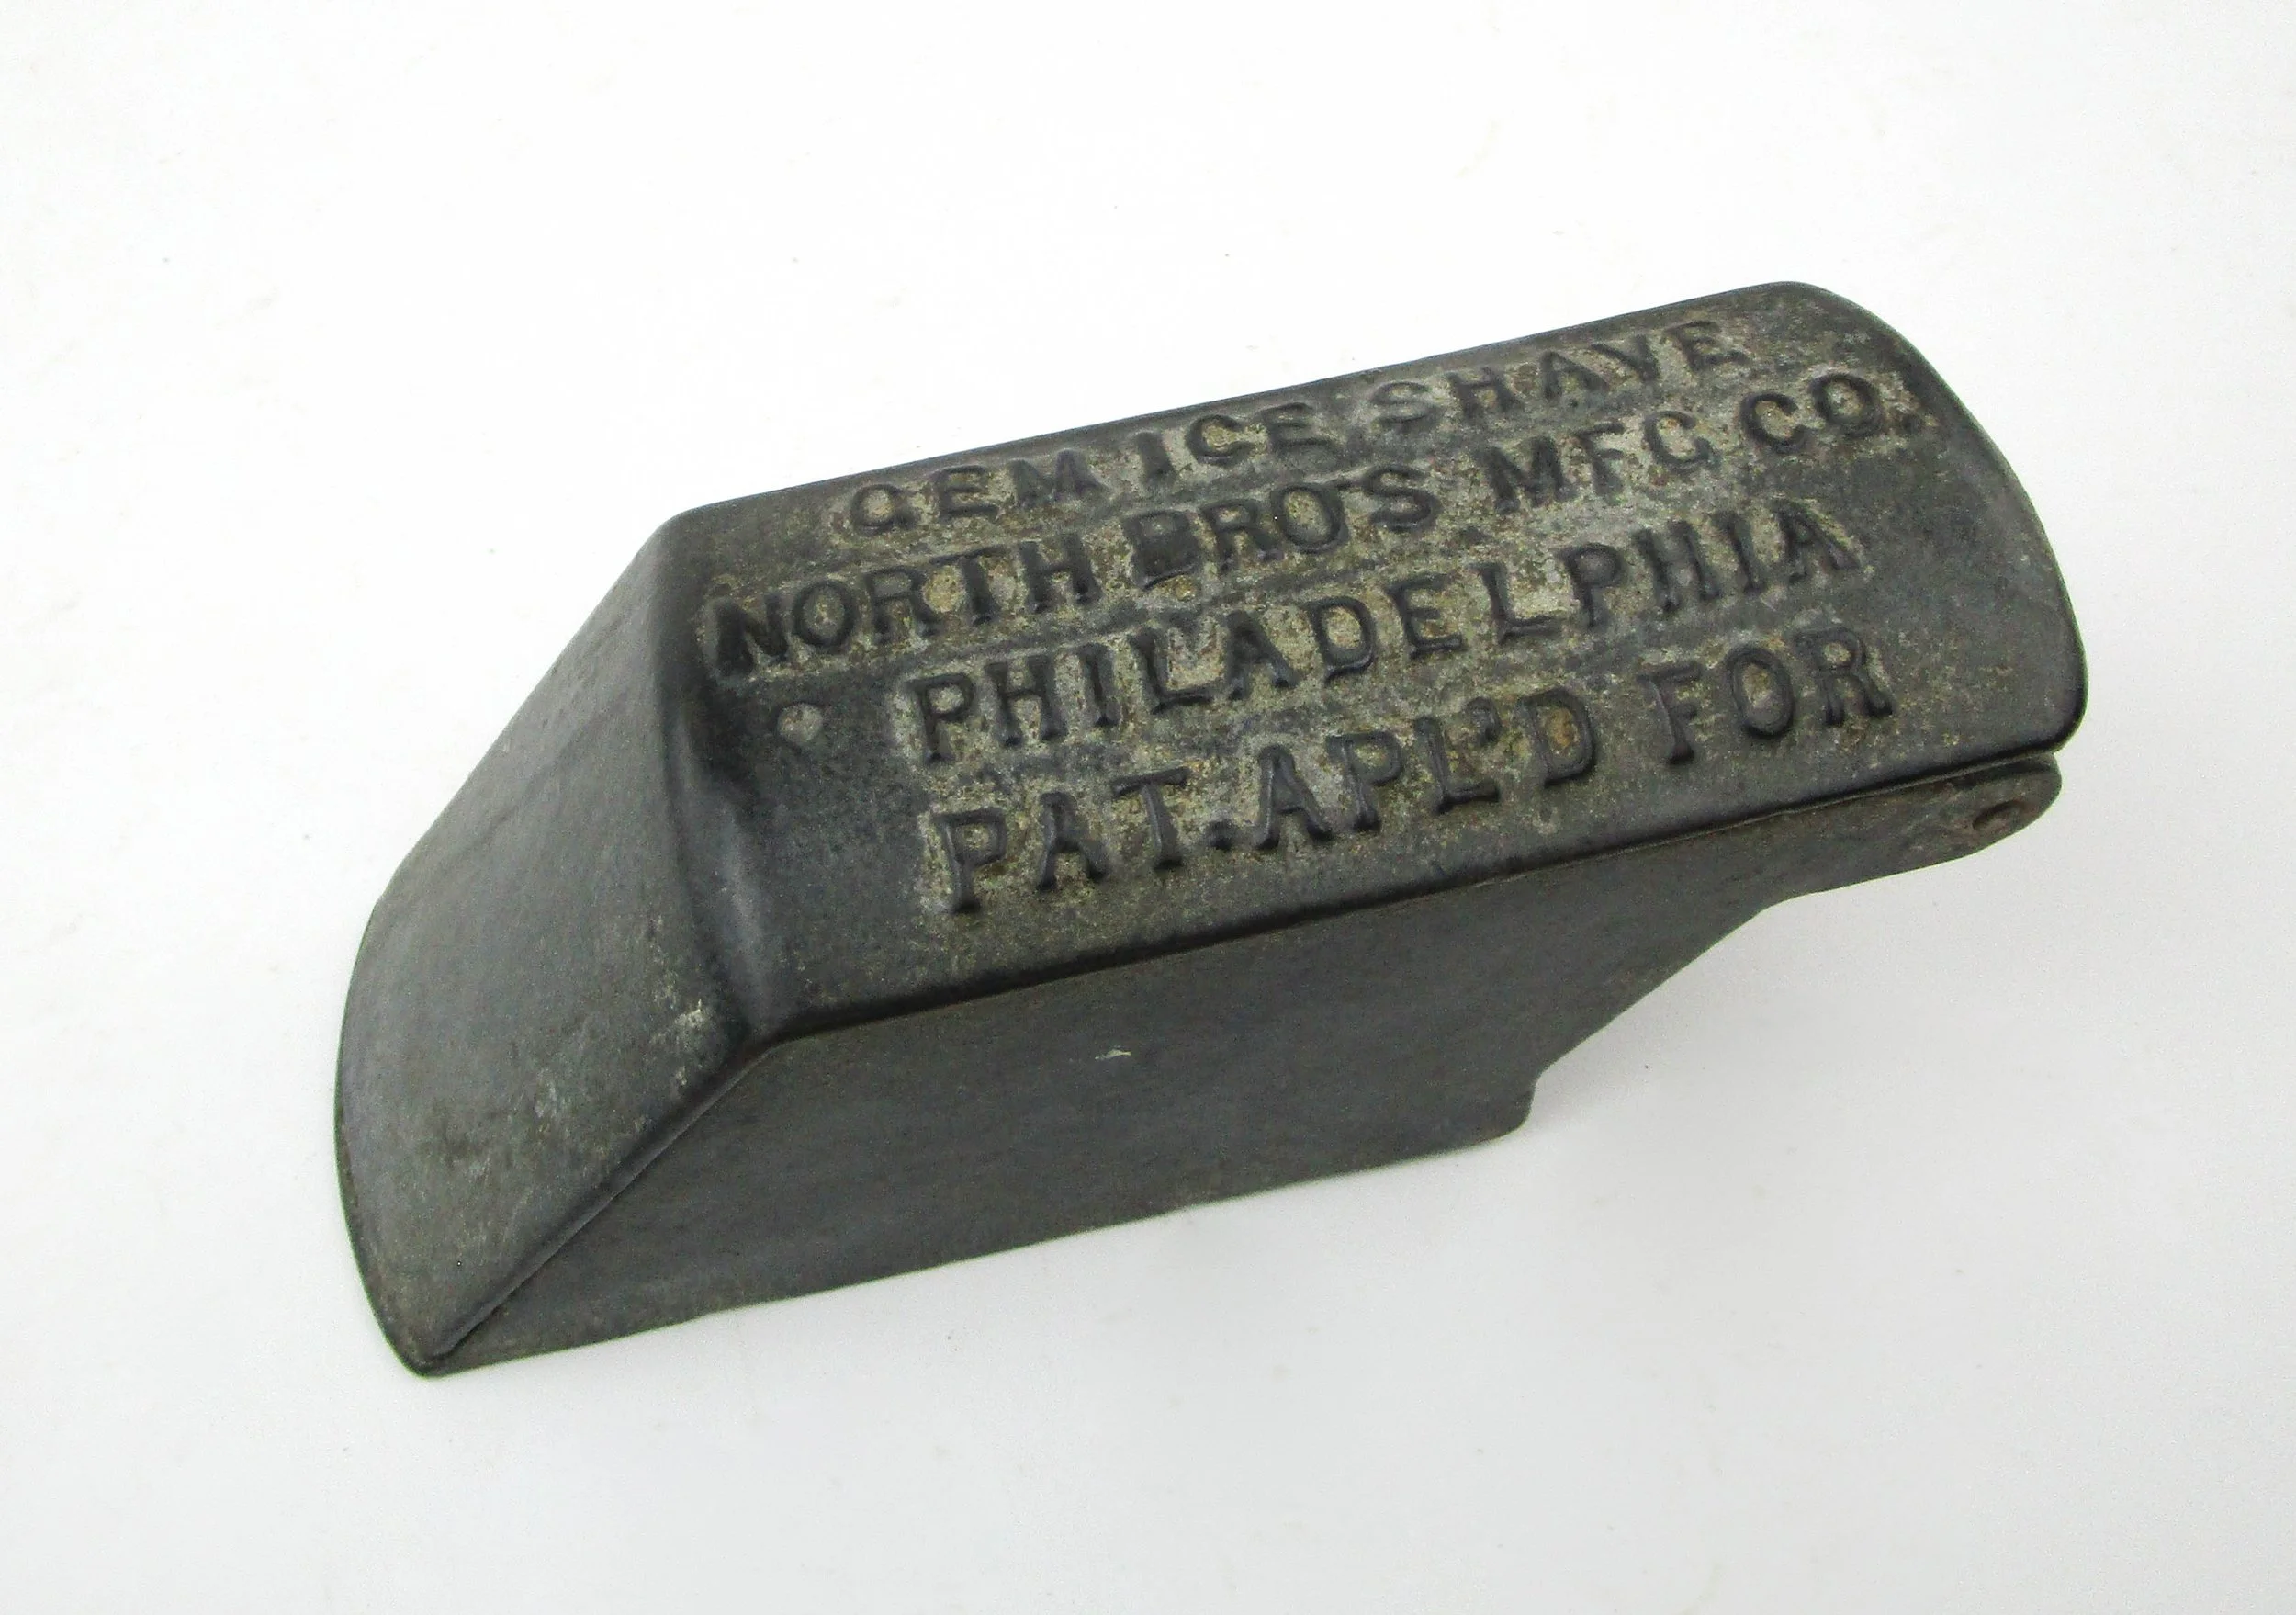 GEM ICE SHAVE
NORTH BRO'S MFG CO.
PHILADELPHIA
PAT. APL'D FOR